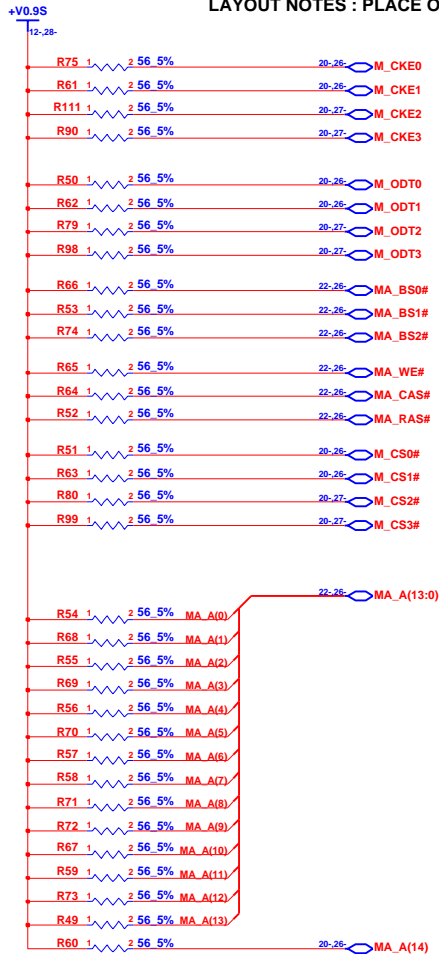 LAYOUT NOTES : PLACE O
+V0.9S
12-,28-
R75 1 2 56_5% 20-,26- M_CKE0
R61 1 2 56_5% 20-,26- M_CKE1
R111 1 2 56_5% 20-,27- M_CKE2
R90 1 2 56_5% 20-,27- M_CKE3
R50 1 2 56_5% 20-,26- M_ODT0
R62 1 2 56_5% 20-,26- M_ODT1
R79 1 2 56_5% 20-,27- M_ODT2
R98 1 2 56_5% 20-,27- M_ODT3
R66 1 2 56_5% 22-,26- MA_BS0#
R53 1 2 56_5% 22-,26- MA_BS1#
R74 1 2 56_5% 22-,26- MA_BS2#
R65 1 2 56_5% 22-,26- MA_WE#
R64 1 2 56_5% 22-,26- MA_CAS#
R52 1 2 56_5% 22-,26- MA_RAS#
R51 1 2 56_5% 20-,26- M_CS0#
R63 1 2 56_5% 20-,26- M_CS1#
R80 1 2 56_5% 20-,27- M_CS2#
R99 1 2 56_5% 20-,27- M_CS3#
22-,26- MA_A(13:0)
R54 1 2 56_5% MA_A(0)
R68 1 2 56_5% MA_A(1)
R55 1 2 56_5% MA_A(2)
R69 1 2 56_5% MA_A(3)
R56 1 2 56_5% MA_A(4)
R70 1 2 56_5% MA_A(5)
R57 1 2 56_5% MA_A(6)
R58 1 2 56_5% MA_A(7)
R71 1 2 56_5% MA_A(8)
R72 1 2 56_5% MA_A(9)
R67 1 2 56_5% MA_A(10)
R59 1 2 56_5% MA_A(11)
R73 1 2 56_5% MA_A(12)
R49 1 2 56_5% MA_A(13)
R60 1 2 56_5% 20-,26- MA_A(14)